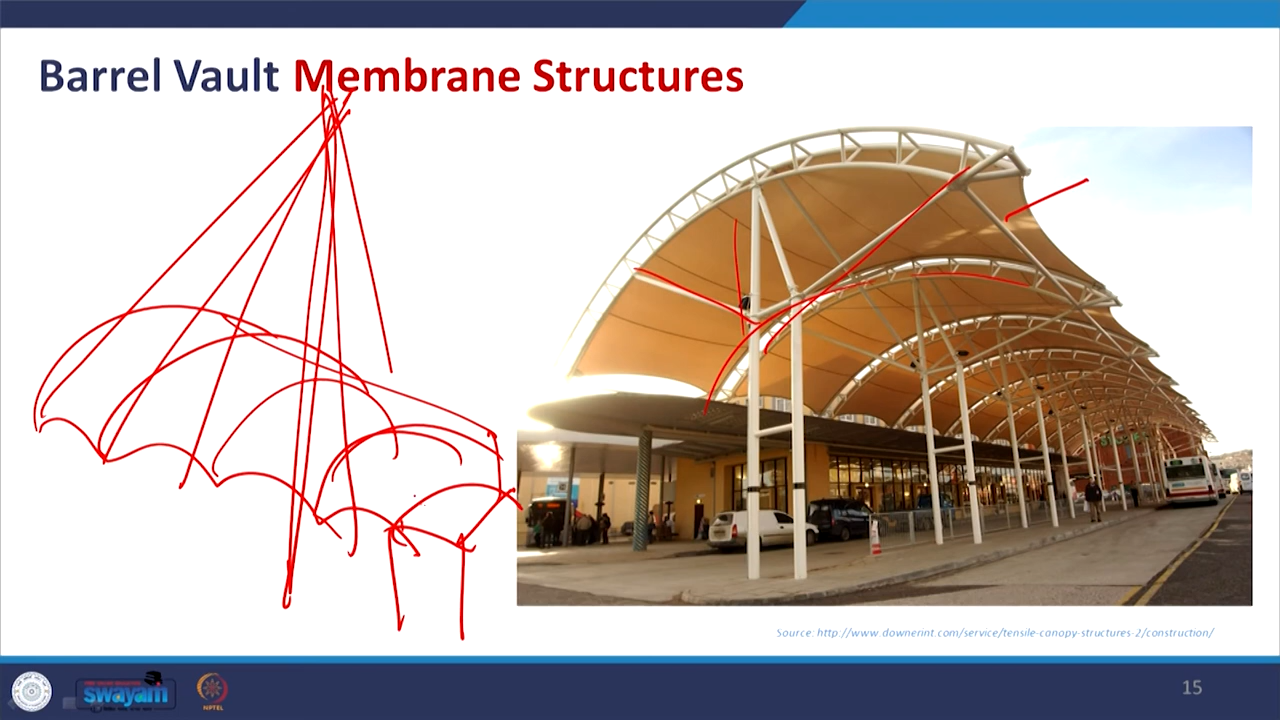 Barrel Vault Membrane Structures
Source: http://www.downerint.com/service/tensile-canopy-structures-2/construction/
swayam
NPTEL
15